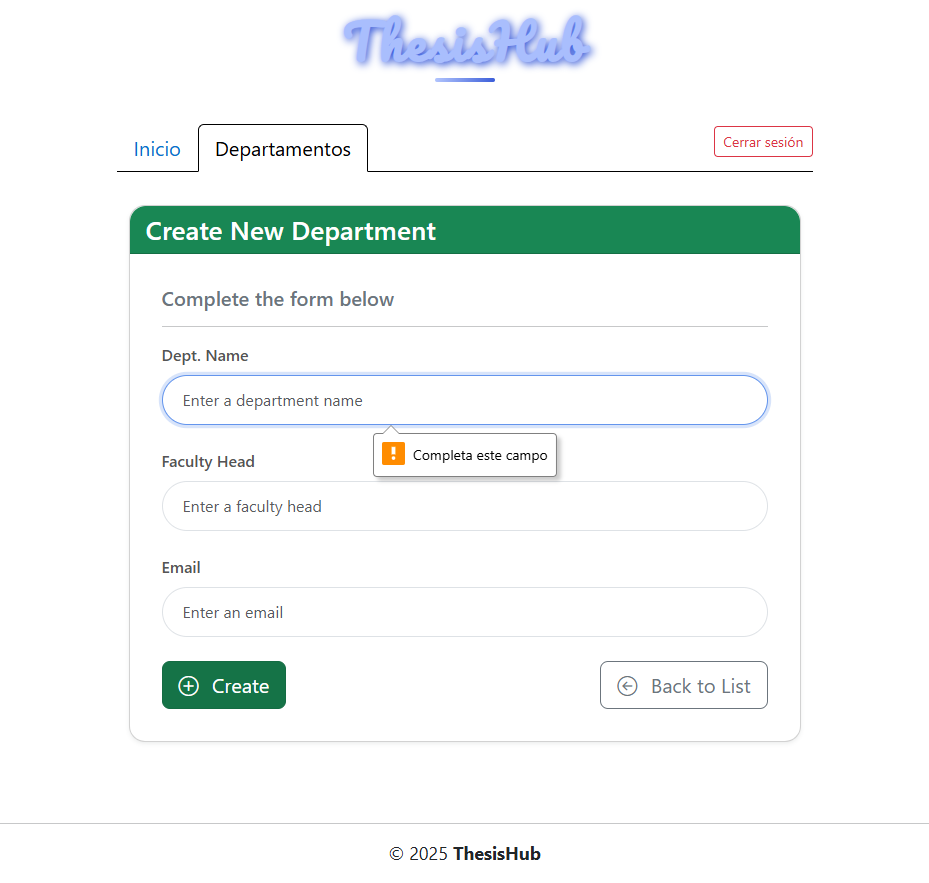 ThesisHub
Inicio
Departamentos
Cerrar sesión
Create New Department
Complete the form below
Dept. Name
Enter a department name
Completa este campo
Faculty Head
Enter a faculty head
Email
Enter an email
Create
Back to List
© 2025 ThesisHub